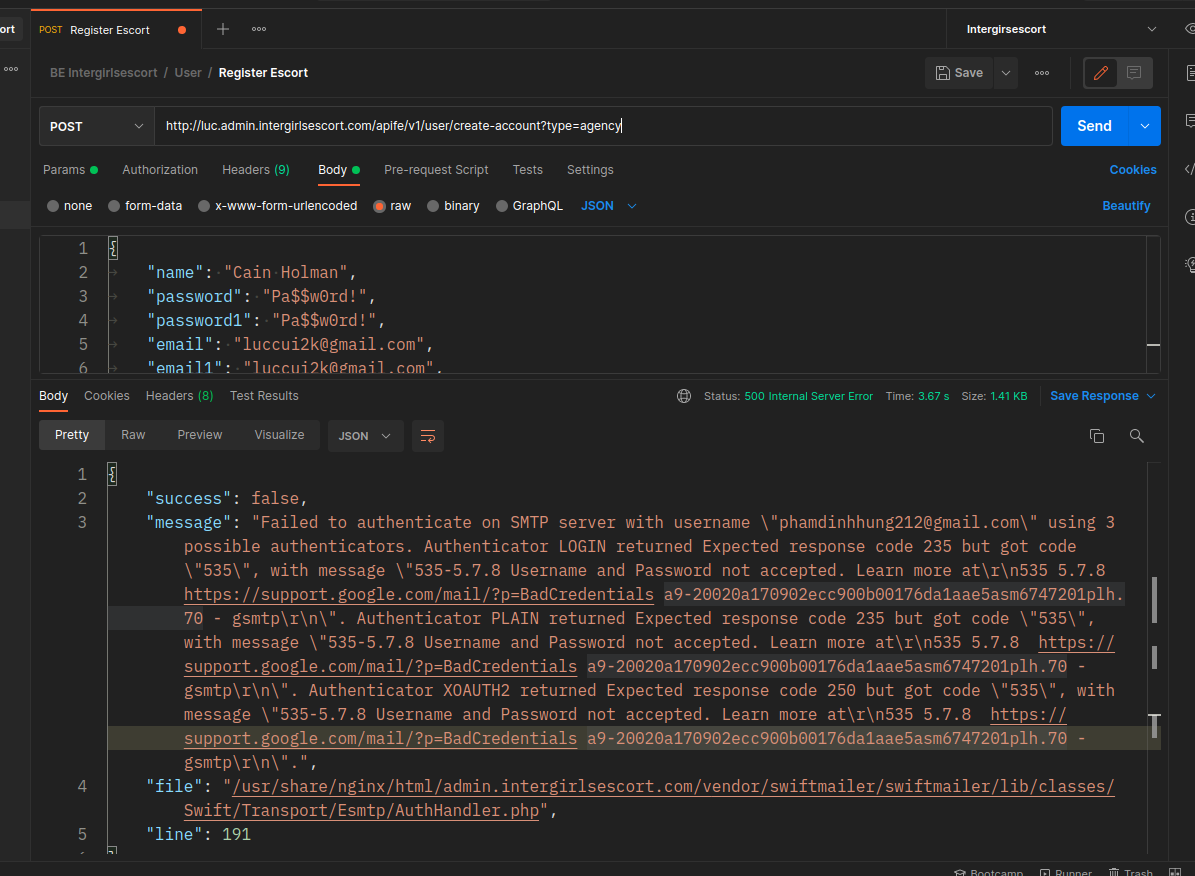 ort POST Register Escort Intergirsescort
BE Intergirlsescort / User / Register Escort Save
POST http://luc.admin.intergirlsescort.com/apife/v1/user/create-account?type=agency Send
Params Authorization Headers (9) Body Pre-request Script Tests Settings Cookies
none form-data x-www-form-urlencoded raw binary GraphQL JSON Beautify
1 {
2 "name": "Cain Holman",
3 "password": "Pa$$w0rd!",
4 "password1": "Pa$$w0rd!",
5 "email": "luccui2k@gmail.com",
6 "email1": "luccui2k@gmail.com",
Body Cookies Headers (8) Test Results Status: 500 Internal Server Error Time: 3.67 s Size: 1.41 KB Save Response
Pretty Raw Preview Visualize JSON
1 {
2 "success": false,
3 "message": "Failed to authenticate on SMTP server with username \"phamdinhhung212@gmail.com\" using 3
possible authenticators. Authenticator LOGIN returned Expected response code 235 but got code
\"535\", with message \"535-5.7.8 Username and Password not accepted. Learn more at\r\n535 5.7.8
https://support.google.com/mail/?p=BadCredentials a9-20020a170902ecc900b00176da1aae5asm6747201plh.
70 - gsmtp\r\n\". Authenticator PLAIN returned Expected response code 235 but got code \"535\",
with message \"535-5.7.8 Username and Password not accepted. Learn more at\r\n535 5.7.8 https://
support.google.com/mail/?p=BadCredentials a9-20020a170902ecc900b00176da1aae5asm6747201plh.70 -
gsmtp\r\n\". Authenticator XOAUTH2 returned Expected response code 250 but got code \"535\", with
message \"535-5.7.8 Username and Password not accepted. Learn more at\r\n535 5.7.8 https://
support.google.com/mail/?p=BadCredentials a9-20020a170902ecc900b00176da1aae5asm6747201plh.70 -
gsmtp\r\n\".",
4 "file": "/usr/share/nginx/html/admin.intergirlsescort.com/vendor/swiftmailer/swiftmailer/lib/classes/
Swift/Transport/Esmtp/AuthHandler.php",
5 "line": 191
Bootcamp Runner Trash